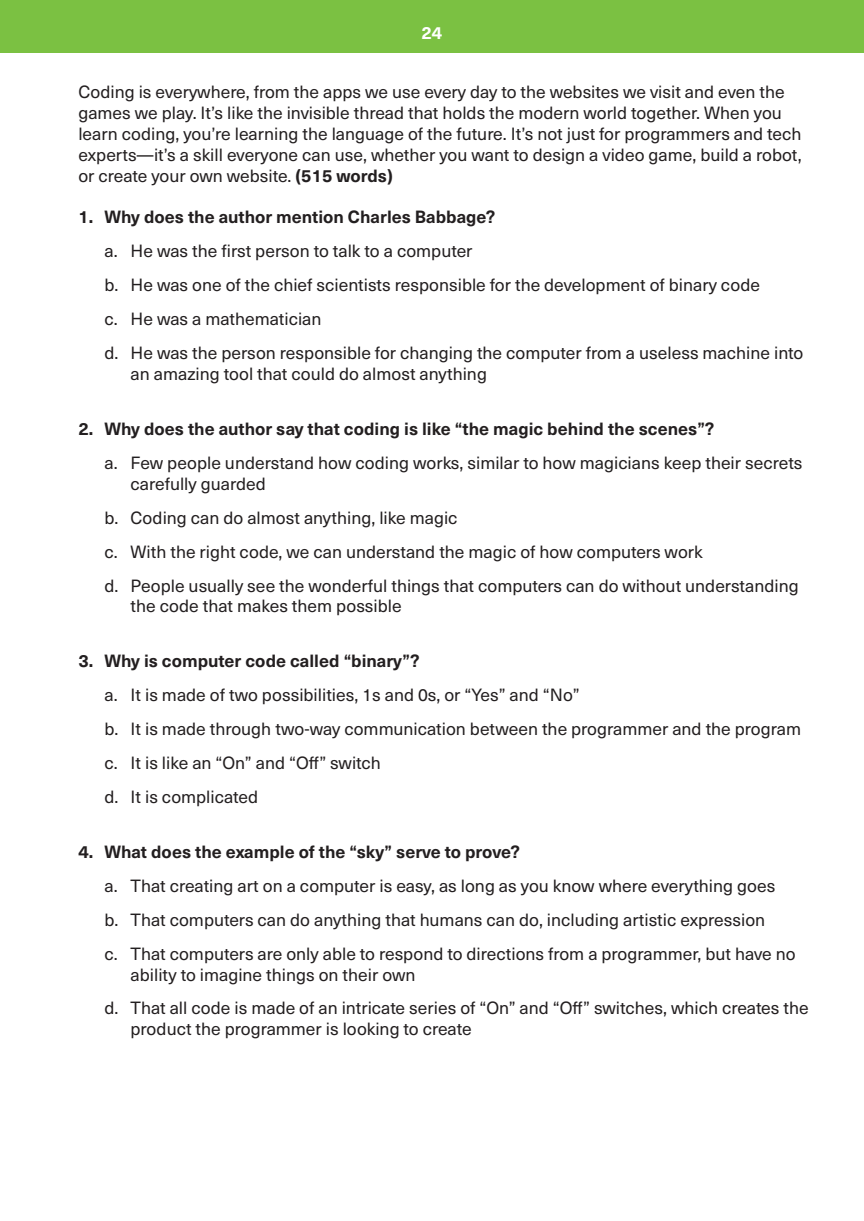 24
Coding is everywhere, from the apps we use every day to the websites we visit and even the
games we play. It’s like the invisible thread that holds the modern world together. When you
learn coding, you’re learning the language of the future. It’s not just for programmers and tech
experts—it’s a skill everyone can use, whether you want to design a video game, build a robot,
or create your own website. (515 words)
1. Why does the author mention Charles Babbage?
a. He was the first person to talk to a computer
b. He was one of the chief scientists responsible for the development of binary code
c. He was a mathematician
d. He was the person responsible for changing the computer from a useless machine into
an amazing tool that could do almost anything
2. Why does the author say that coding is like “the magic behind the scenes”?
a. Few people understand how coding works, similar to how magicians keep their secrets
carefully guarded
b. Coding can do almost anything, like magic
c. With the right code, we can understand the magic of how computers work
d. People usually see the wonderful things that computers can do without understanding
the code that makes them possible
3. Why is computer code called “binary”?
a. It is made of two possibilities, 1s and 0s, or “Yes” and “No”
b. It is made through two-way communication between the programmer and the program
c. It is like an “On” and “Off” switch
d. It is complicated
4. What does the example of the “sky” serve to prove?
a. That creating art on a computer is easy, as long as you know where everything goes
b. That computers can do anything that humans can do, including artistic expression
c. That computers are only able to respond to directions from a programmer, but have no
ability to imagine things on their own
d. That all code is made of an intricate series of “On” and “Off” switches, which creates the
product the programmer is looking to create